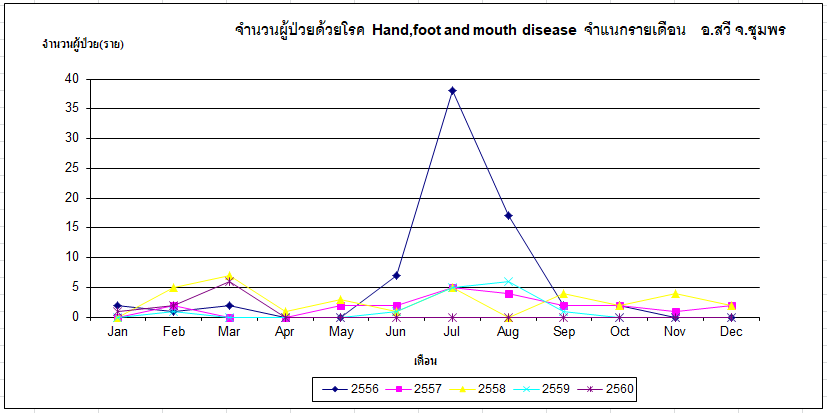 จำนวนผู้ป่วยด้วยโรค Hand,foot and mouth disease จำแนกรายเดือน อ.สวี จ.ชุมพร
จำนวนผู้ป่วย(ราย)
40
35
30
25
20
15
10
5
0
Jan Feb Mar Apr May Jun Jul Aug Sep Oct Nov Dec
เดือน
2556 2557 2558 2559 2560